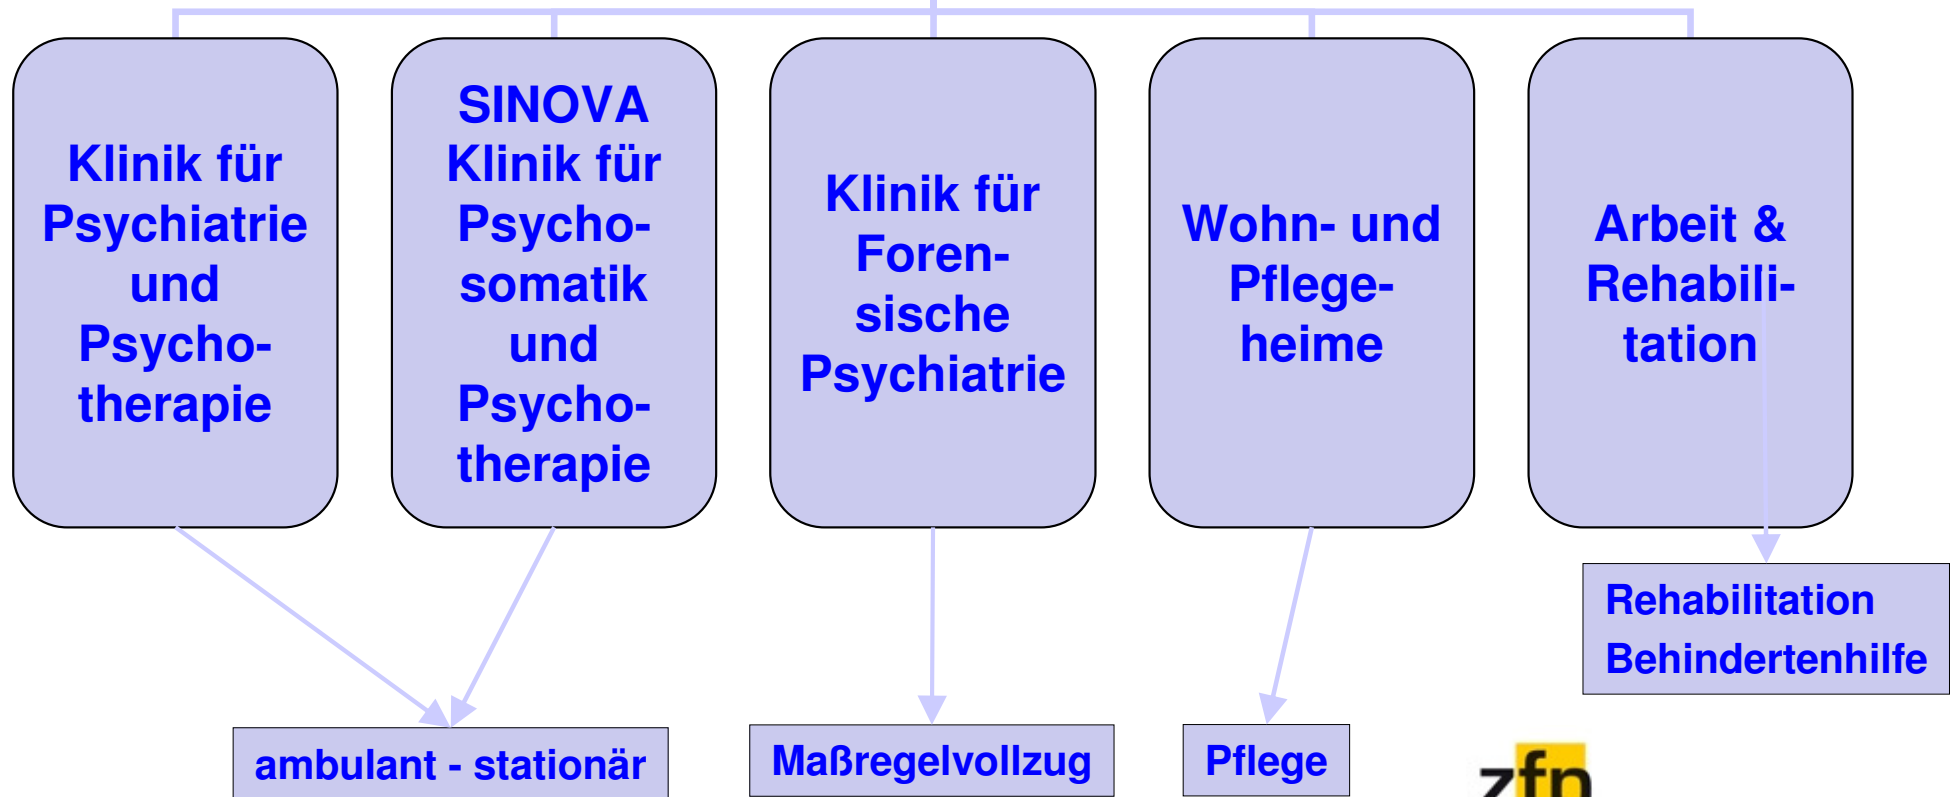 Klinik für
Psychiatrie
und
Psycho-
therapie
SINOVA
Klinik für
Psycho-
somatik
und
Psycho-
therapie
Klinik für
Foren-
sische
Psychiatrie
Wohn- und
Pflege-
heime
Arbeit &
Rehabili-
tation
Rehabilitation
Behindertenhilfe
ambulant - stationär
Maßregelvollzug
Pflege
zfp